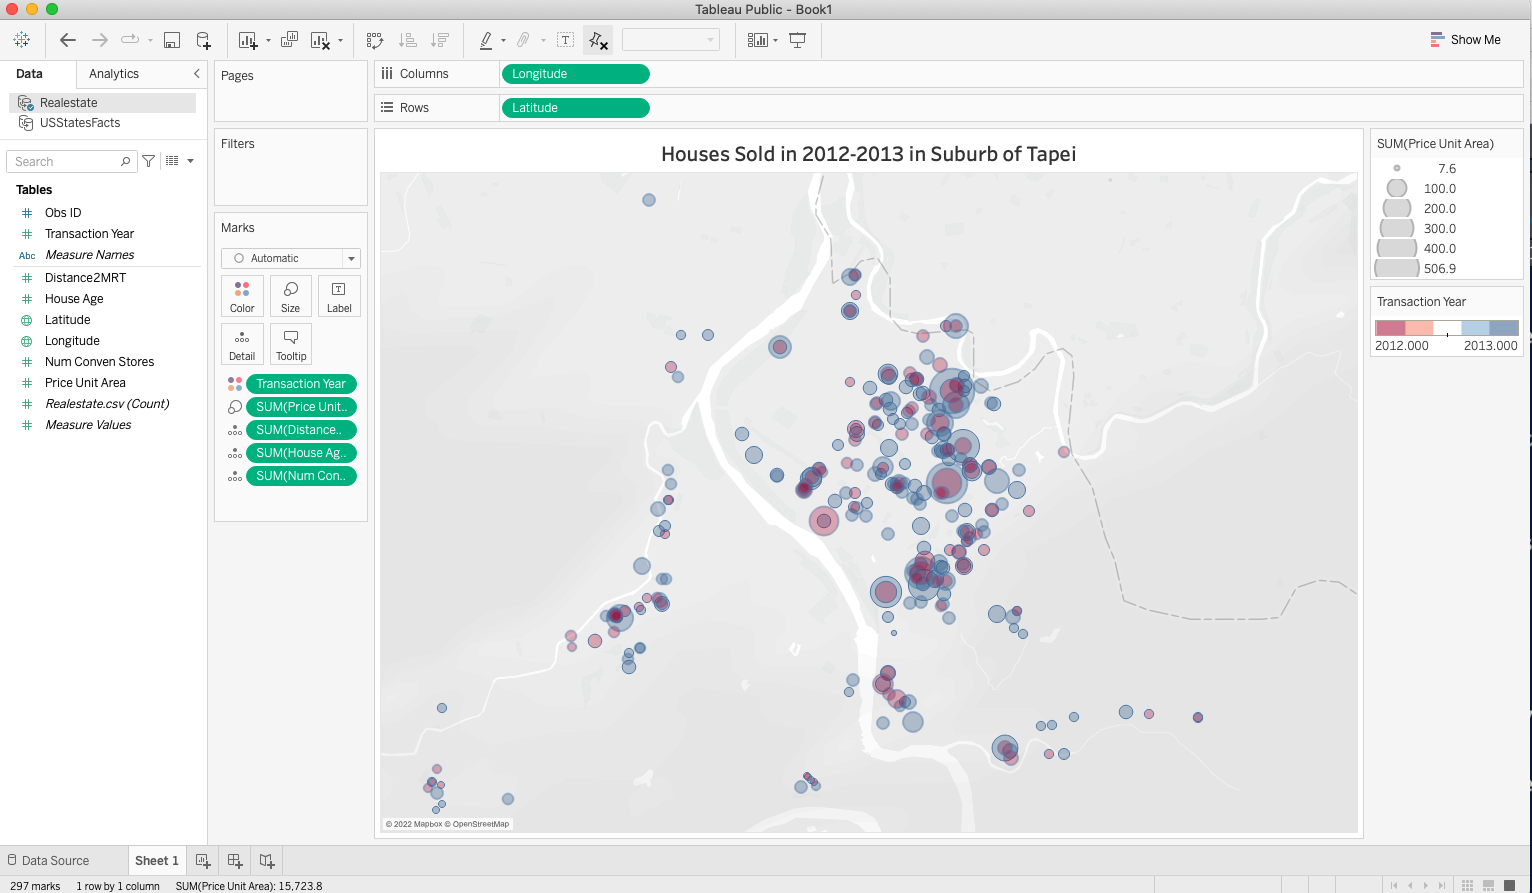 Tableau Public - Book1
Show Me
Data
Analytics
Pages
Columns
Longitude
Rows
Latitude
Realestate
USStatesFacts
Search
Tables
Obs ID
Transaction Year
Abc Measure Names
Distance2MRT
House Age
Latitude
Longitude
Num Conven Stores
Price Unit Area
Realestate.csv (Count)
Measure Values
Filters
Marks
Automatic
Color
Size
Label
Detail
Tooltip
Transaction Year
SUM(Price Unit..
SUM(Distance..
SUM(House Ag..
SUM(Num Con..
Houses Sold in 2012-2013 in Suburb of Tapei
© 2022 Mapbox © OpenStreetMap
SUM(Price Unit Area)
7.6
100.0
200.0
300.0
400.0
506.9
Transaction Year
2012.000 2013.000
Data Source
Sheet 1
297 marks 1 row by 1 column SUM(Price Unit Area): 15,723.8